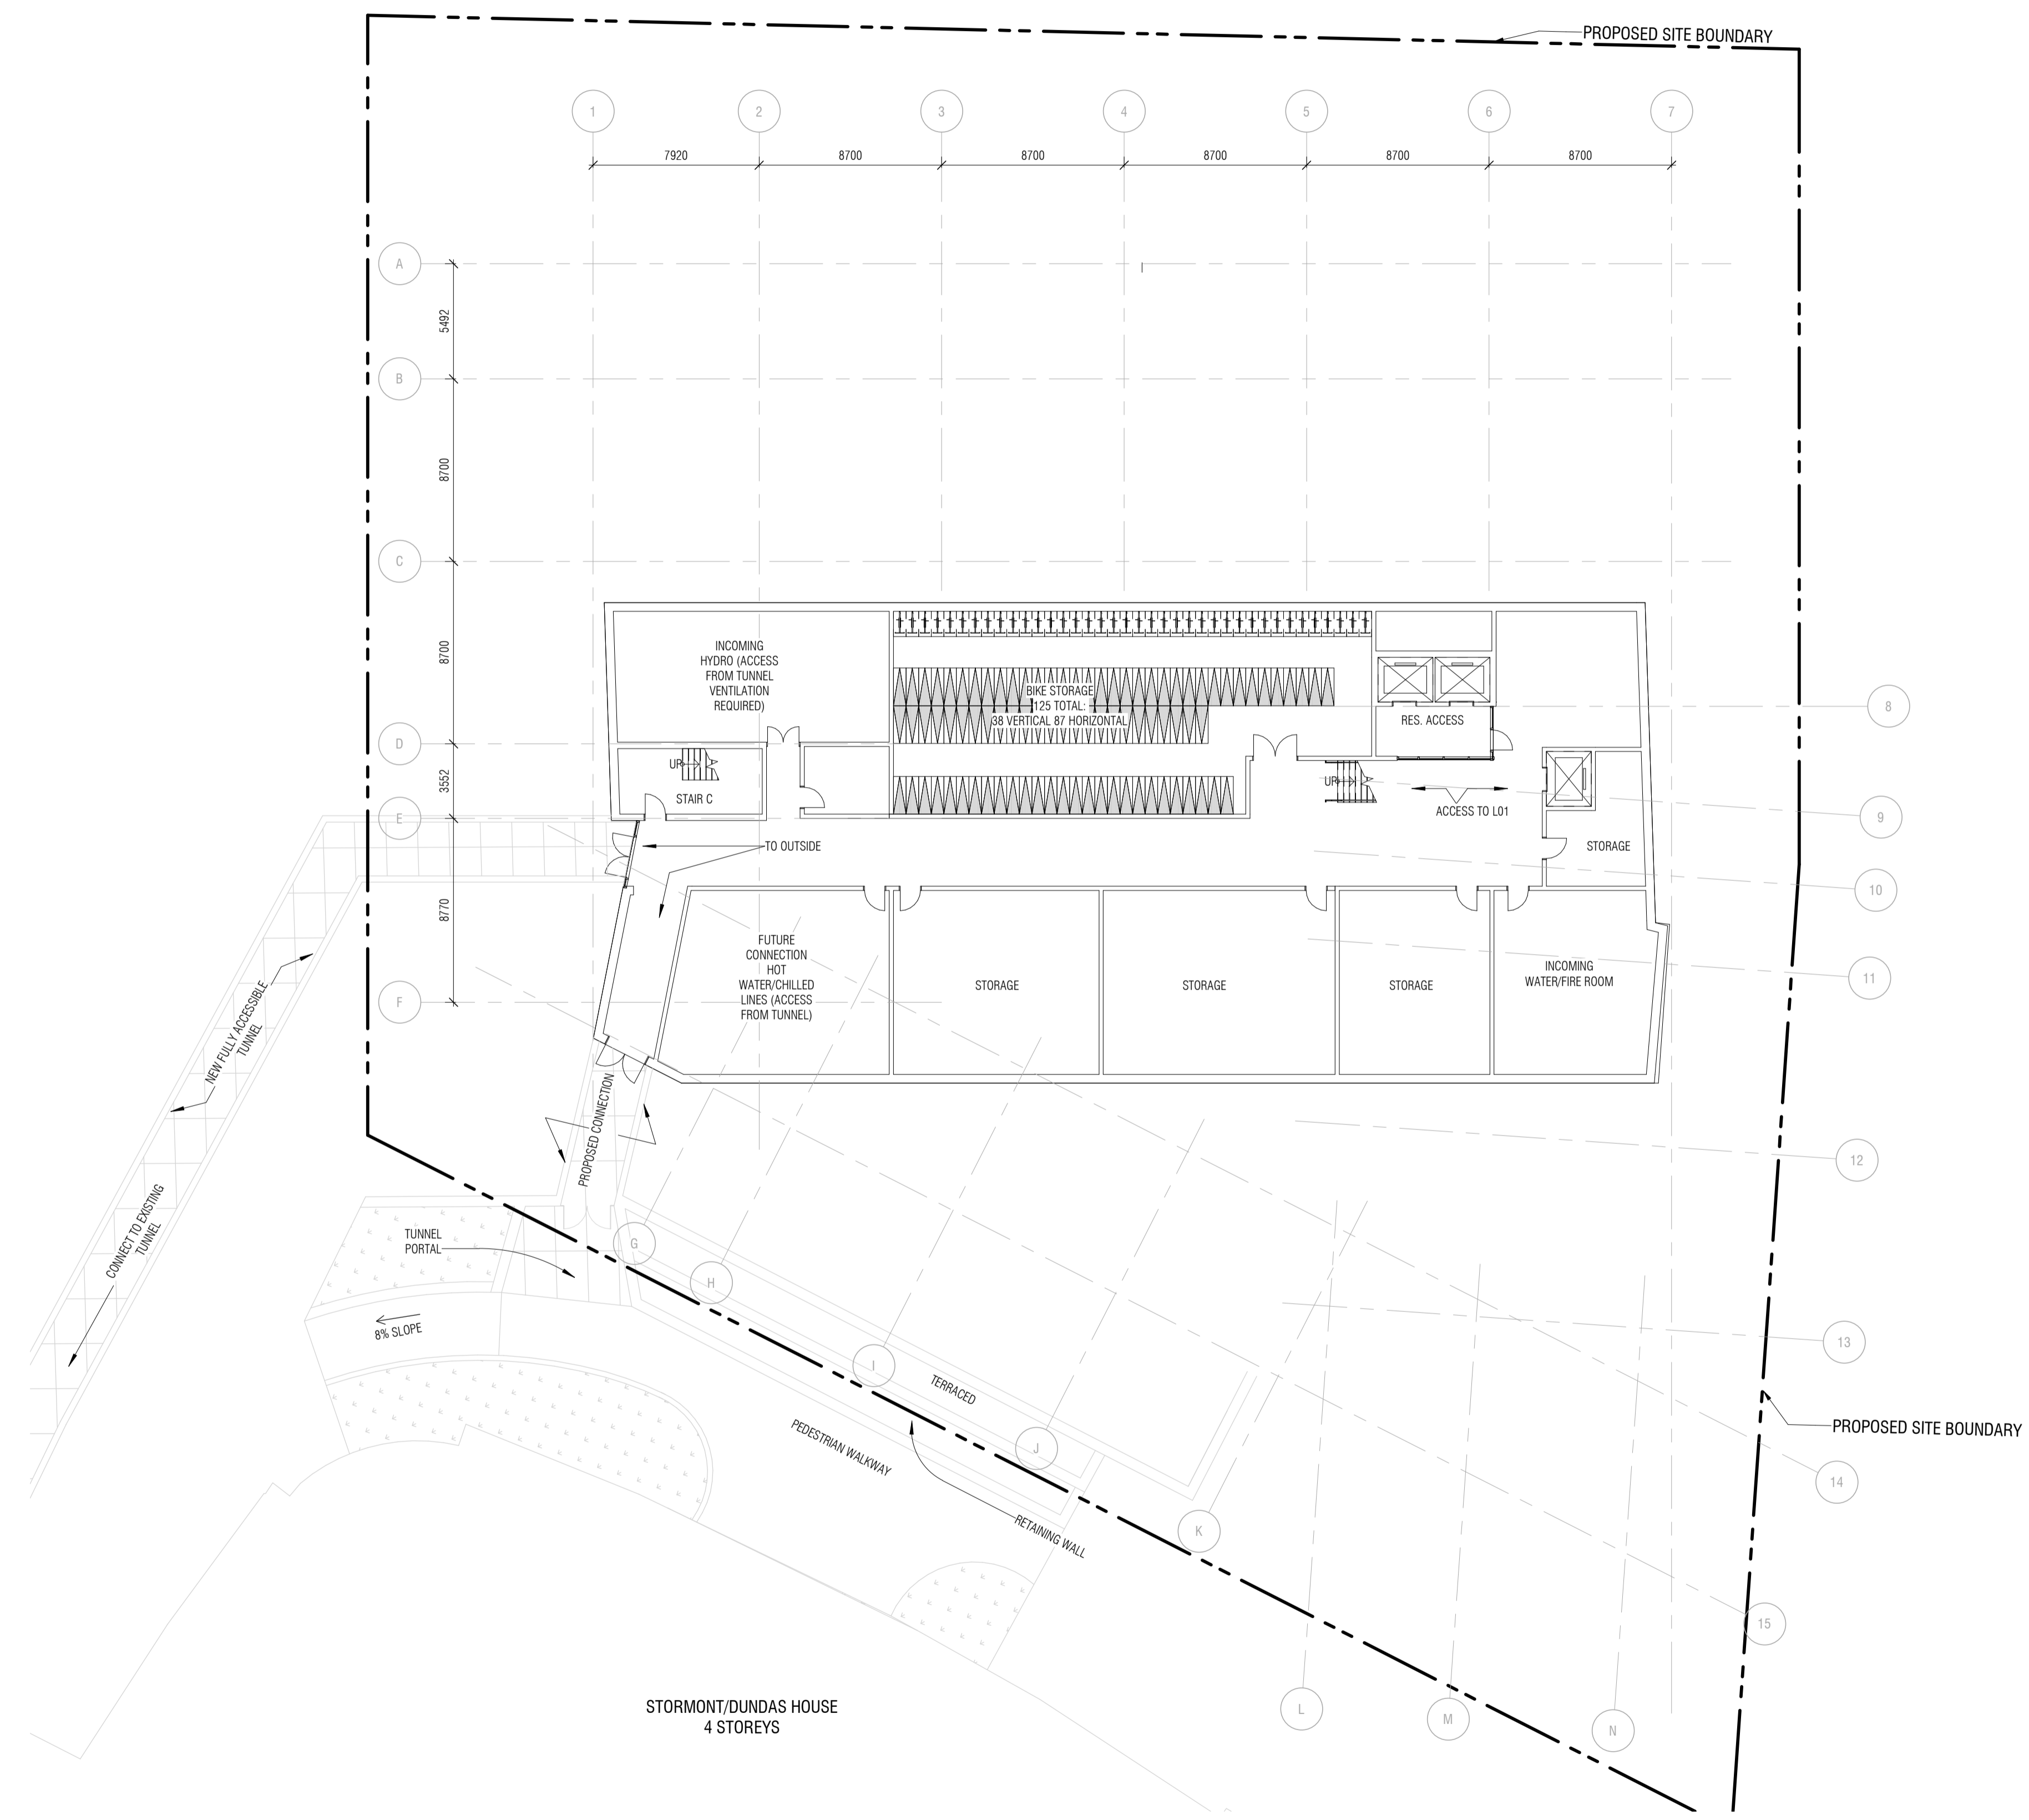 PROPOSED SITE BOUNDARY
1
2
3
4
5
6
7
7920
8700
8700
8700
8700
8700
A
5492
B
8700
C
8700
D
3552
E
8770
F
INCOMING
HYDRO (ACCESS
FROM TUNNEL
VENTILATION
REQUIRED)
BIKE STORAGE
125 TOTAL:
38 VERTICAL 87 HORIZONTAL
RES. ACCESS
8
UP
STAIR C
UP
ACCESS TO L01
9
TO OUTSIDE
STORAGE
10
FUTURE
CONNECTION
HOT
WATER/CHILLED
LINES (ACCESS
FROM TUNNEL)
STORAGE
STORAGE
STORAGE
INCOMING
WATER/FIRE ROOM
11
NEW FULLY ACCESSIBLE
TUNNEL
PROPOSED CONNECTION
12
CONNECT TO EXISTING
TUNNEL
TUNNEL
PORTAL
G
H
8% SLOPE
13
I
TERRACED
PEDESTRIAN WALKWAY
J
PROPOSED SITE BOUNDARY
14
RETAINING WALL
K
15
STORMONT/DUNDAS HOUSE
4 STOREYS
L
M
N